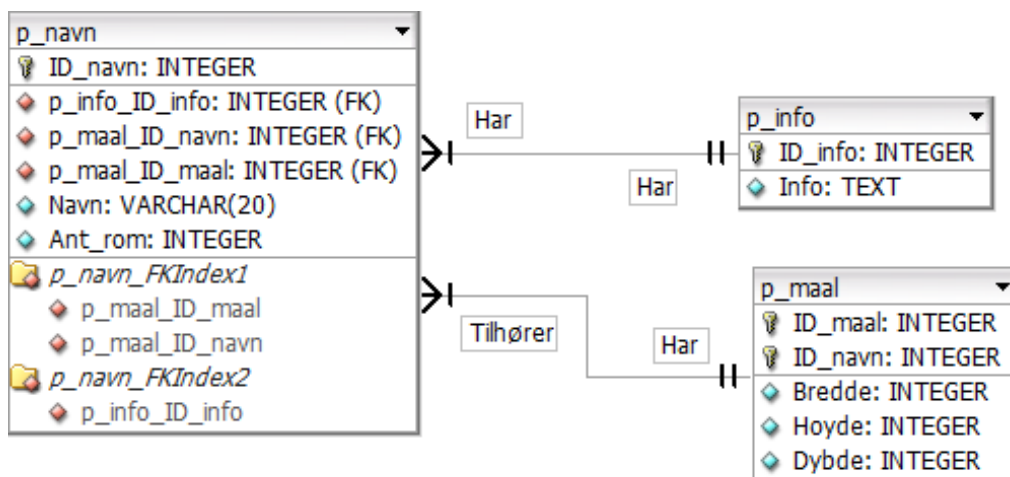 p_navn
ID_navn: INTEGER
p_info_ID_info: INTEGER (FK)
p_maal_ID_navn: INTEGER (FK)
p_maal_ID_maal: INTEGER (FK)
Navn: VARCHAR(20)
Ant_rom: INTEGER
p_navn_FKIndex1
p_maal_ID_maal
p_maal_ID_navn
p_navn_FKIndex2
p_info_ID_info
Har
Har
p_info
ID_info: INTEGER
Info: TEXT
Tilhører
Har
p_maal
ID_maal: INTEGER
ID_navn: INTEGER
Bredde: INTEGER
Hoyde: INTEGER
Dybde: INTEGER